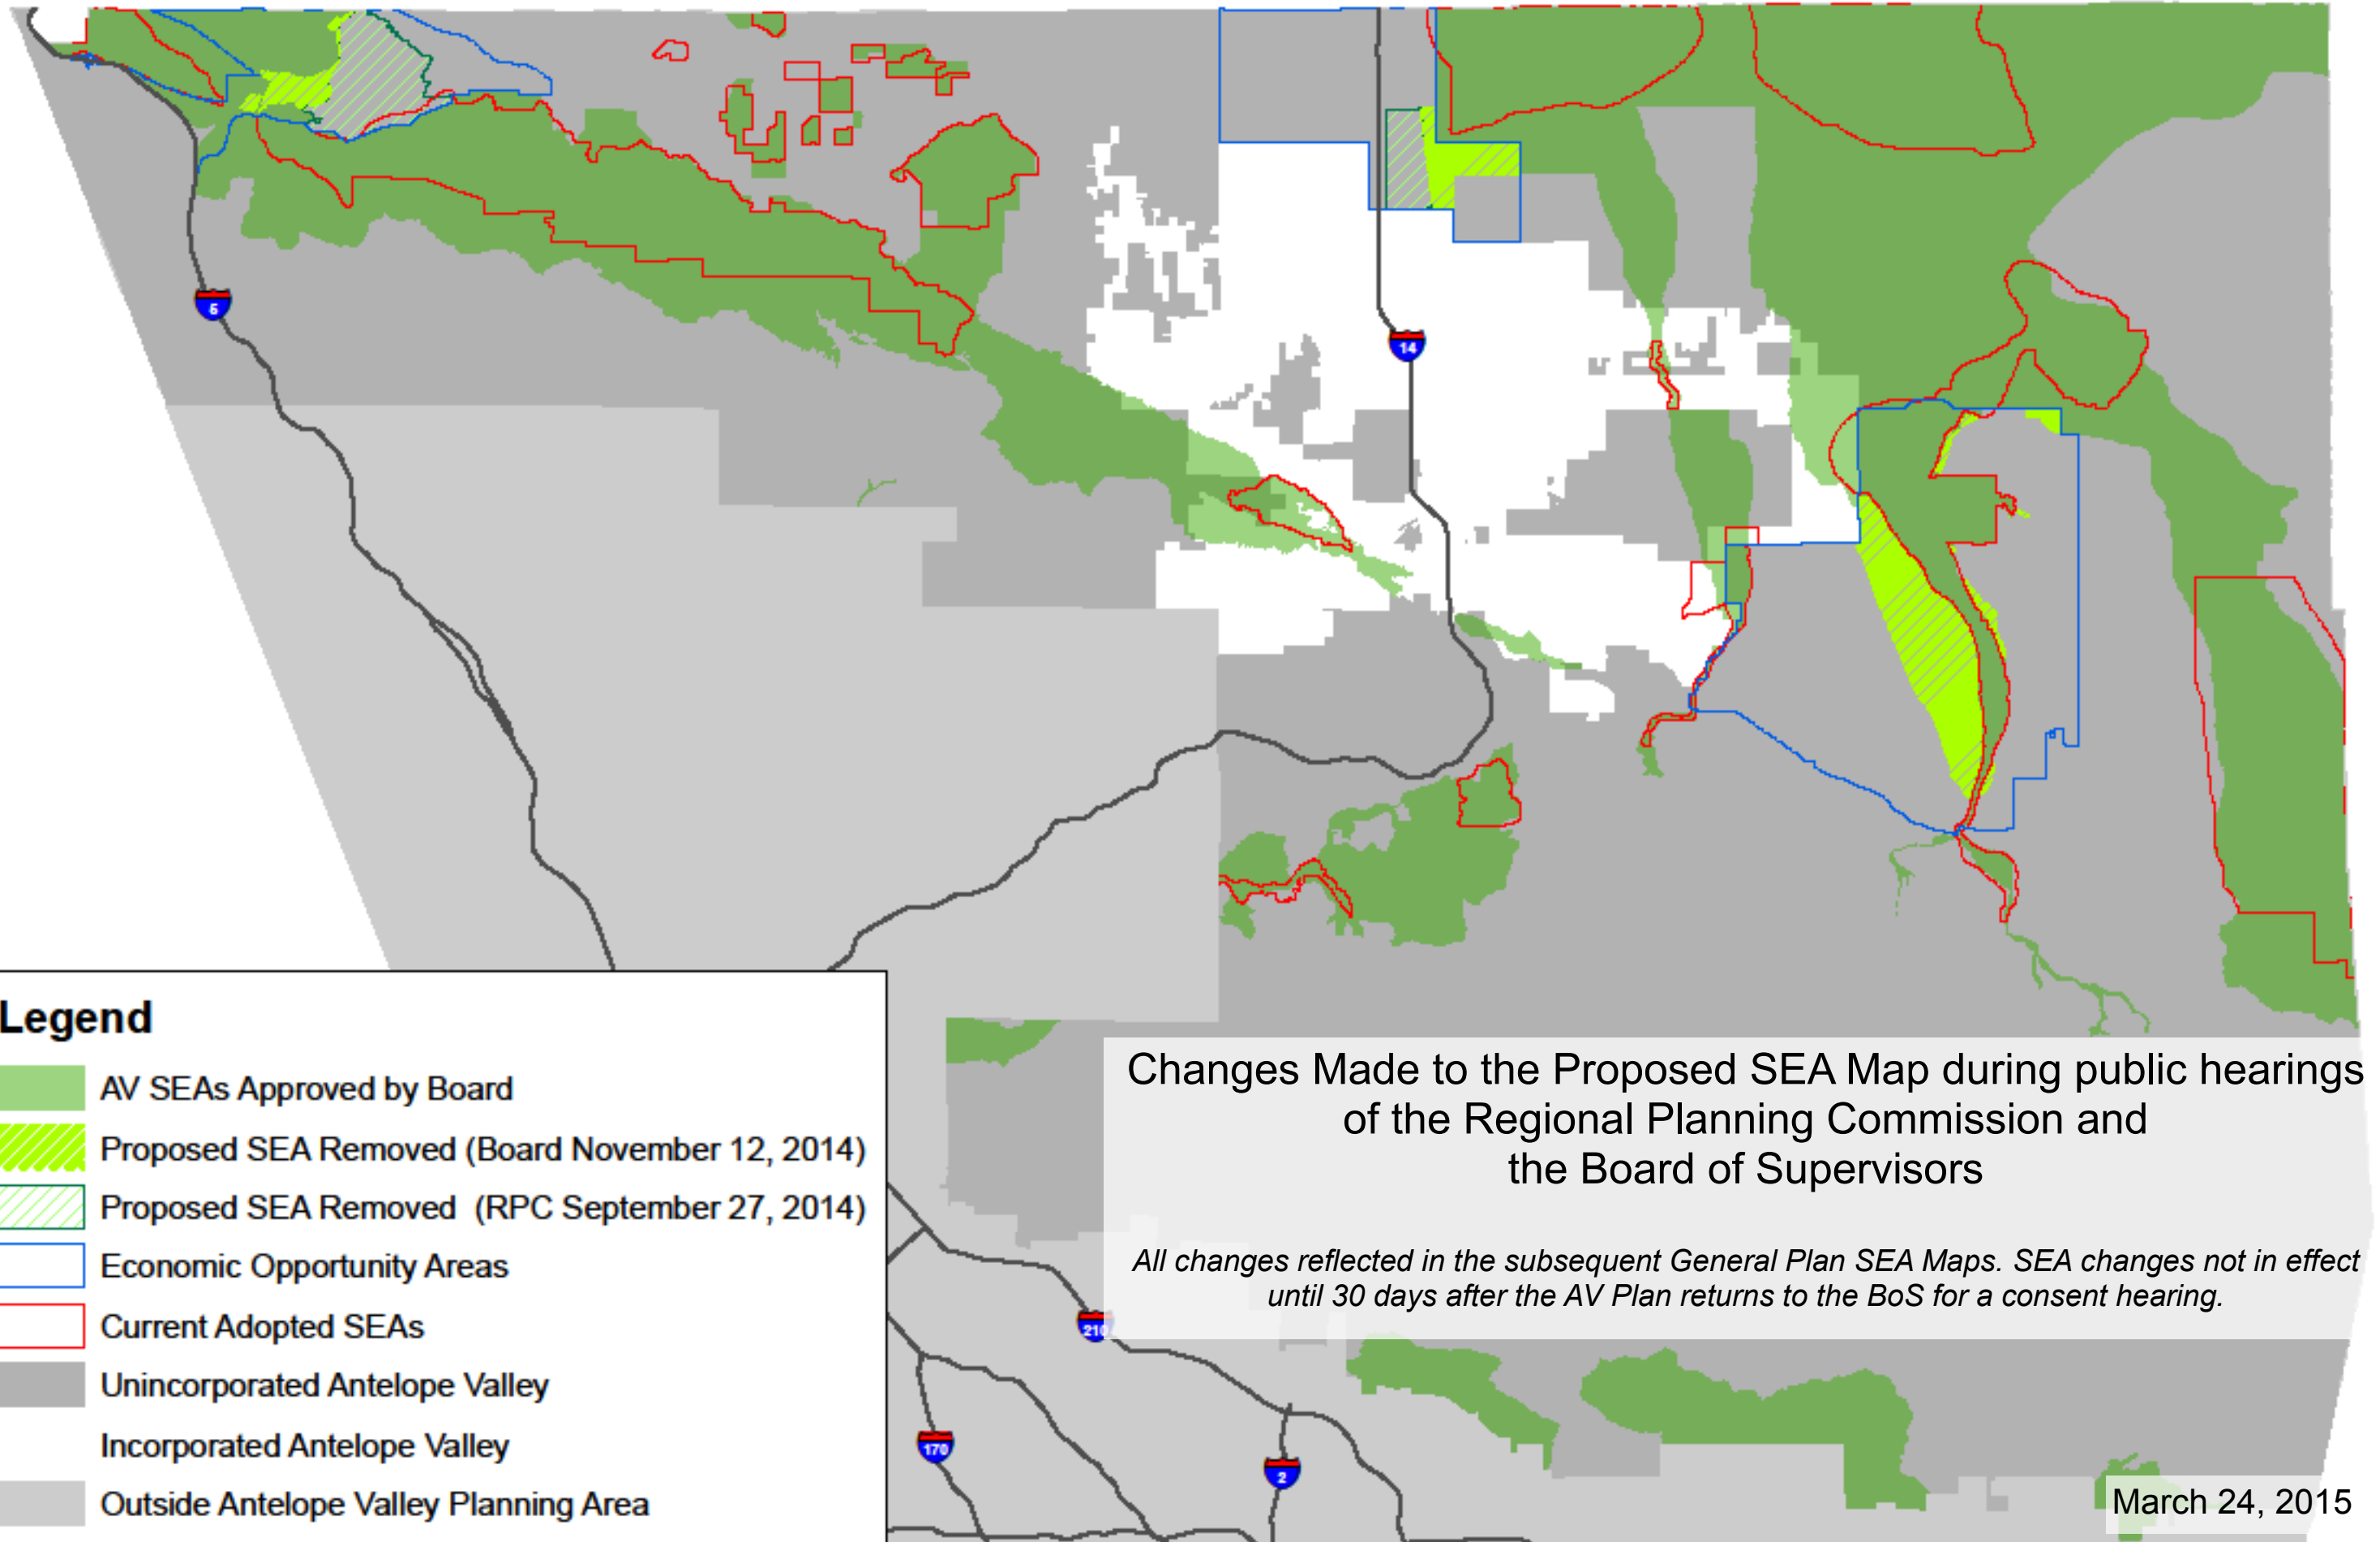 5
14
Legend
AV SEAs Approved by Board
Proposed SEA Removed (Board November 12, 2014)
Proposed SEA Removed (RPC September 27, 2014)
Economic Opportunity Areas
Current Adopted SEAs
Unincorporated Antelope Valley
Incorporated Antelope Valley
Outside Antelope Valley Planning Area
Changes Made to the Proposed SEA Map during public hearings
of the Regional Planning Commission and
the Board of Supervisors
All changes reflected in the subsequent General Plan SEA Maps. SEA changes not in effect
until 30 days after the AV Plan returns to the BoS for a consent hearing.
210
170
2
March 24, 2015